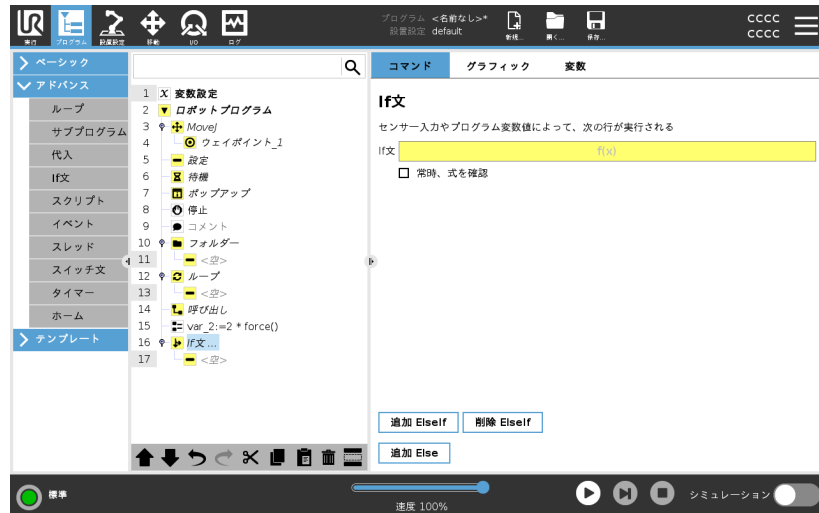 UR
実行
プログラム
設置設定
移動
I/O
ログ
プログラム <名前なし>*
設置設定 default
新規...
開く...
保存...
CCCC
CCCC
ベーシック
アドバンス
ループ
サブプログラム
代入
If文
スクリプト
イベント
スレッド
スイッチ文
タイマー
ホーム
テンプレート
1 X 変数設定
2 ロボットプログラム
3 MoveJ
4 ウェイポイント_1
5 設定
6 待機
7 ポップアップ
8 停止
9 コメント
10 フォルダー
11 <空>
12 ループ
13 <空>
14 呼び出し
15 var_2:=2 * force()
16 If文...
17 <空>
コマンド グラフィック 変数
If文
センサー入力やプログラム変数値によって、次の行が実行される
If文 f(x)
常時、式を確認
追加 ElseIf 削除 ElseIf
追加 Else
標準
速度 100%
シミュレーション